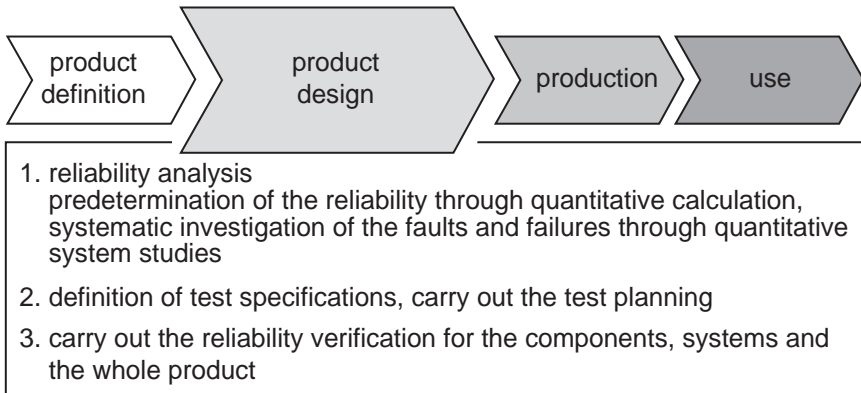 product
definition
product
design
production
use
1. reliability analysis
predetermination of the reliability through quantitative calculation,
systematic investigation of the faults and failures through quantitative
system studies
2. definition of test specifications, carry out the test planning
3. carry out the reliability verification for the components, systems and
the whole product